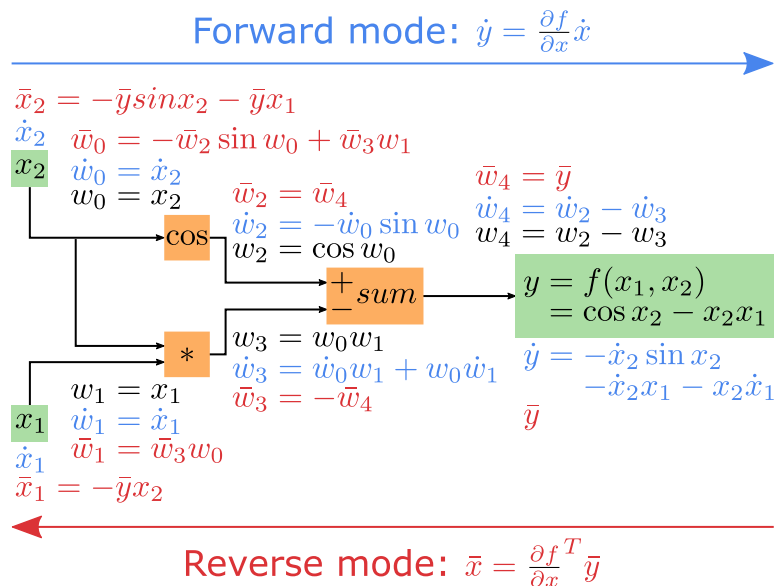 Forward mode: ẏ = ∂f/∂x ẋ
x̄₂ = −ȳsinx₂ − ȳx₁
ẋ₂
x₂
w̄₀ = −w̄₂ sin w₀ + w̄₃w₁
ẇ₀ = ẋ₂
w₀ = x₂
cos
w̄₂ = w̄₄
ẇ₂ = −ẇ₀ sin w₀
w₂ = cos w₀
w̄₄ = ȳ
ẇ₄ = ẇ₂ − ẇ₃
w₄ = w₂ − w₃
+
sum
−
y = f(x₁, x₂)
= cos x₂ − x₂x₁
ẏ = −ẋ₂ sin x₂
−ẋ₂x₁ − x₂ẋ₁
ȳ
*
w₃ = w₀w₁
ẇ₃ = ẇ₀w₁ + w₀ẇ₁
w̄₃ = −w̄₄
w₁ = x₁
ẇ₁ = ẋ₁
w̄₁ = w̄₃w₀
x₁
ẋ₁
x̄₁ = −ȳx₂
Reverse mode: x̄ = ∂f/∂x ᵀ ȳ